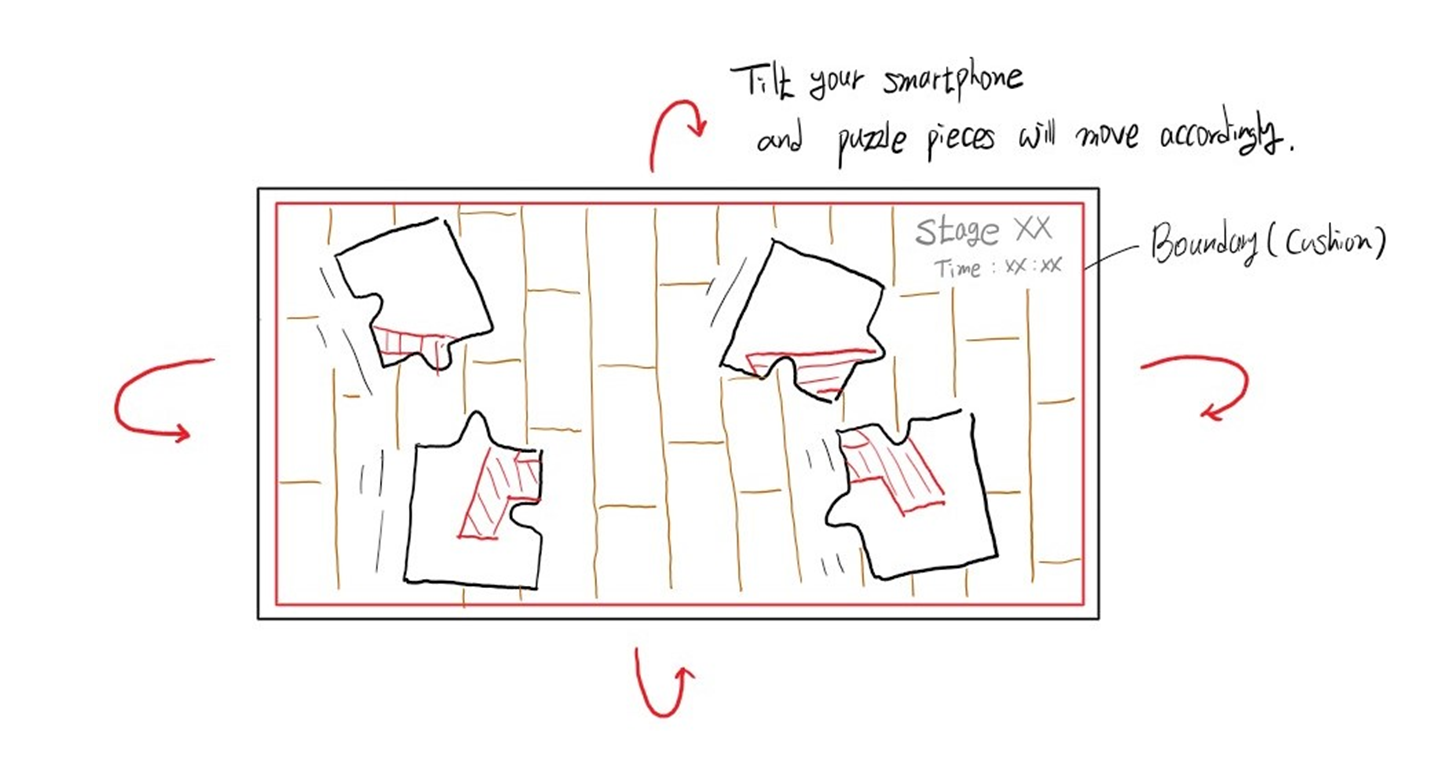 Tilt your smartphone
and puzzle pieces will move accordingly.
Stage XX
Time : XX : XX
Boundary (Cushion)